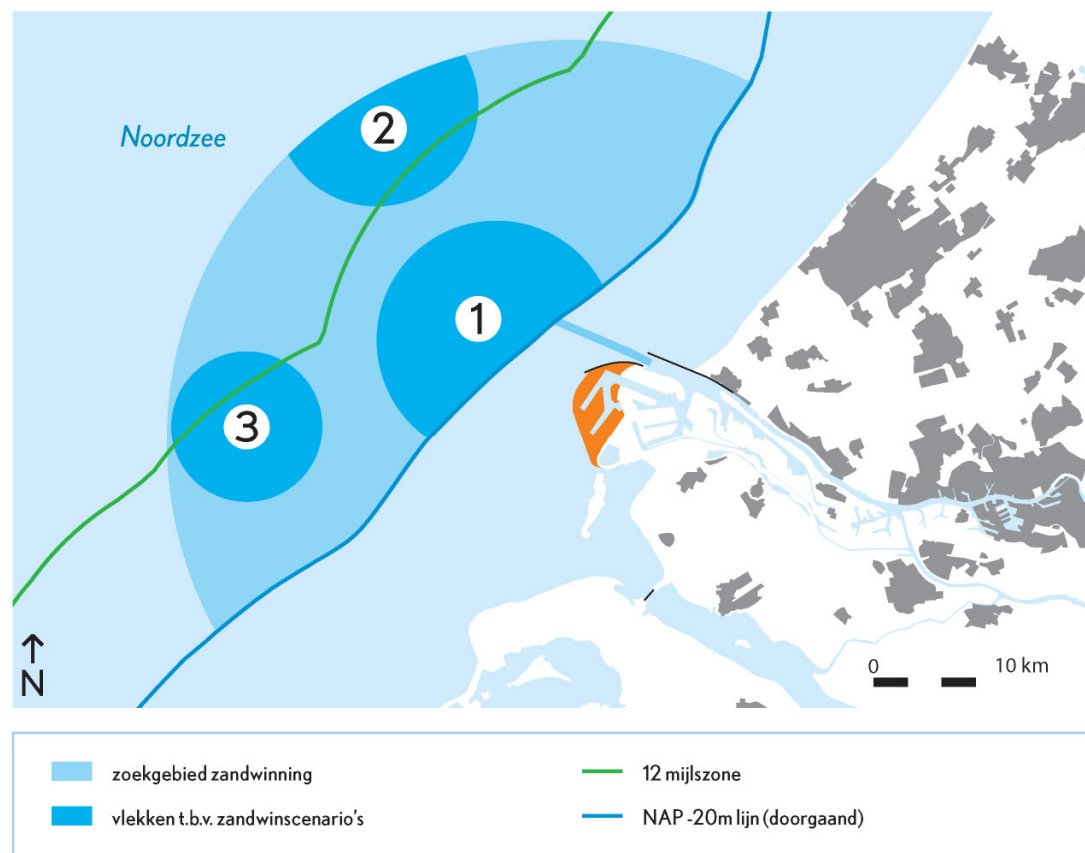 Noordzee
2
1
3
N
0 10 km
zoekgebied zandwinning
12 mijlszone
vlekken t.b.v. zandwinscenario's
NAP -20m lijn (doorgaand)